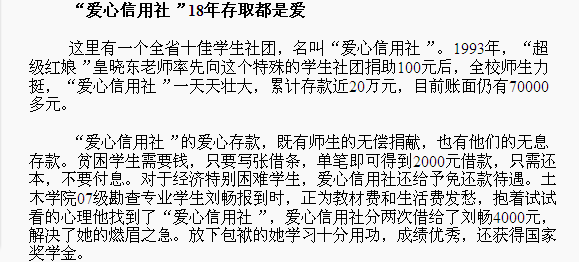 “爱心信用社 ”18年存取都是爱
这里有一个全省十佳学生社团，名叫“爱心信用社 ”。1993年，“超
级红娘 ”皇晓东老师率先向这个特殊的学生社团捐助100元后，全校师生力
挺，“爱心信用社 ”一天天壮大，累计存款近20万元，目前账面仍有70000
多元。
“爱心信用社 ”的爱心存款，既有师生的无偿捐献，也有他们的无息
存款。贫困学生需要钱，只要写张借条，单笔即可得到2000元借款，只需还
本，不要付息。对于经济特别困难学生，爱心信用社还给予免还款待遇。土
木学院07级勘查专业学生刘畅报到时，正为教材费和生活费发愁，抱着试试
看的心理他找到了“爱心信用社 ”，爱心信用社分两次借给了刘畅4000元，
解决了她的燃眉之急。放下包袱的她学习十分用功，成绩优秀，还获得国家
奖学金。